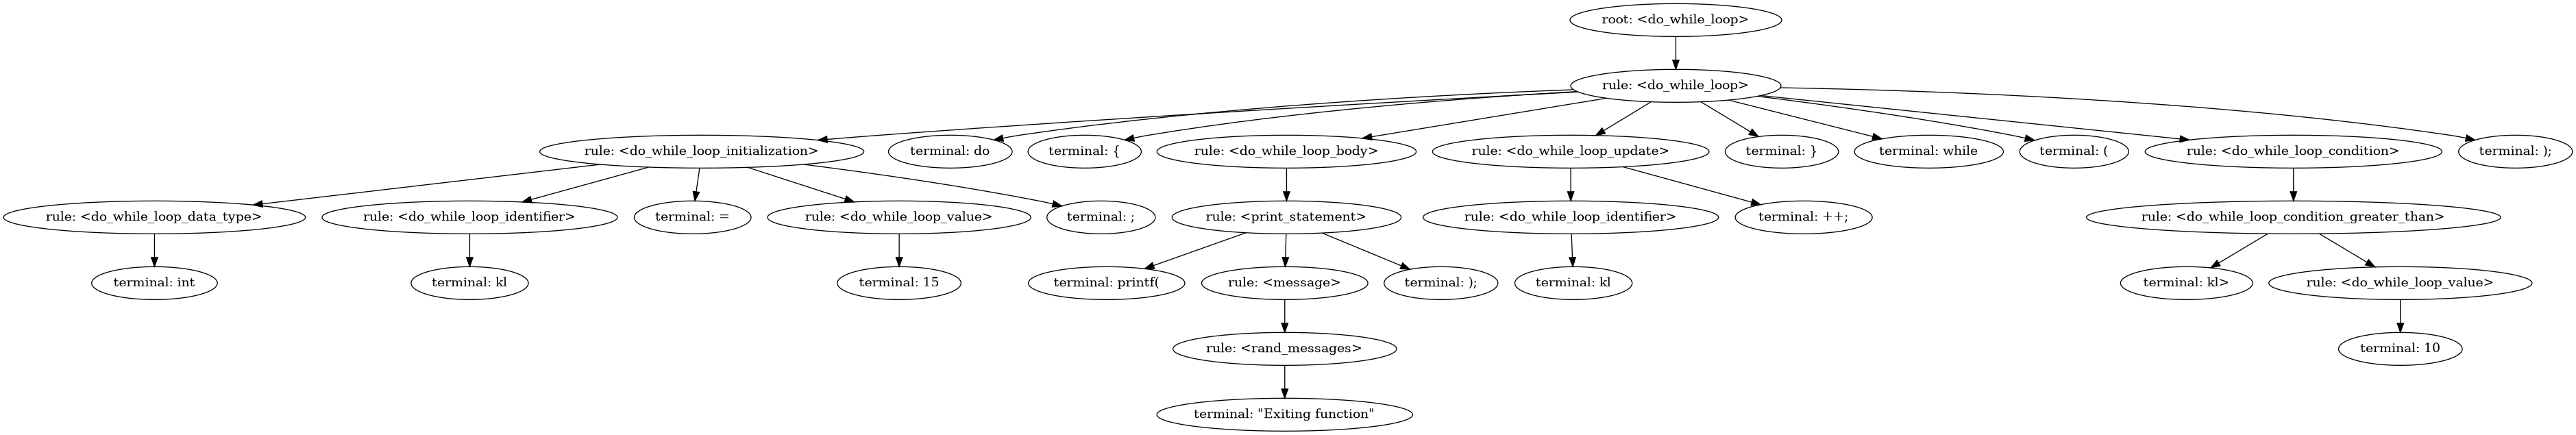 root: <do_while_loop>
rule: <do_while_loop>
rule: <do_while_loop_initialization>
terminal: do
terminal: {
rule: <do_while_loop_body>
rule: <do_while_loop_update>
terminal: }
terminal: while
terminal: (
rule: <do_while_loop_condition>
terminal: );
rule: <do_while_loop_data_type>
rule: <do_while_loop_identifier>
terminal: =
rule: <do_while_loop_value>
terminal: ;
rule: <print_statement>
rule: <do_while_loop_identifier>
terminal: ++;
rule: <do_while_loop_condition_greater_than>
terminal: int
terminal: kl
terminal: 15
terminal: printf(
rule: <message>
terminal: );
terminal: kl
terminal: kl>
rule: <do_while_loop_value>
rule: <rand_messages>
terminal: 10
terminal: "Exiting function"